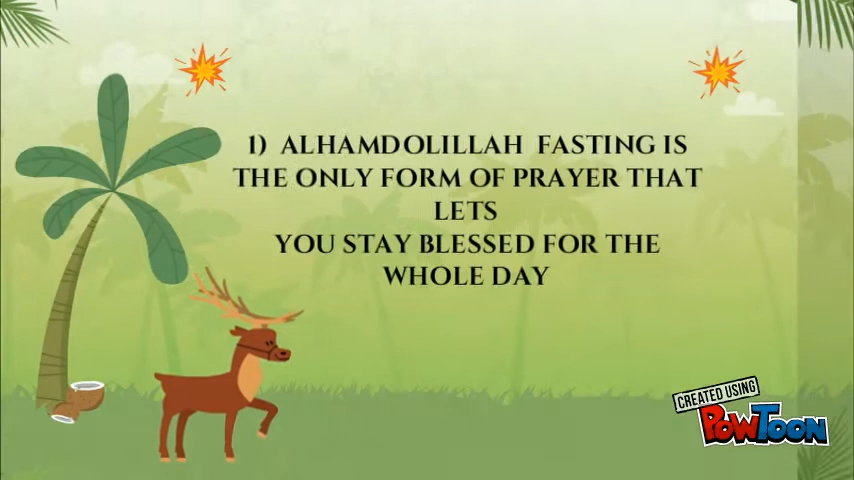 1) ALHAMDOLILLAH FASTING IS
THE ONLY FORM OF PRAYER THAT
LETS
YOU STAY BLESSED FOR THE
WHOLE DAY
CREATED USING
POWTOON